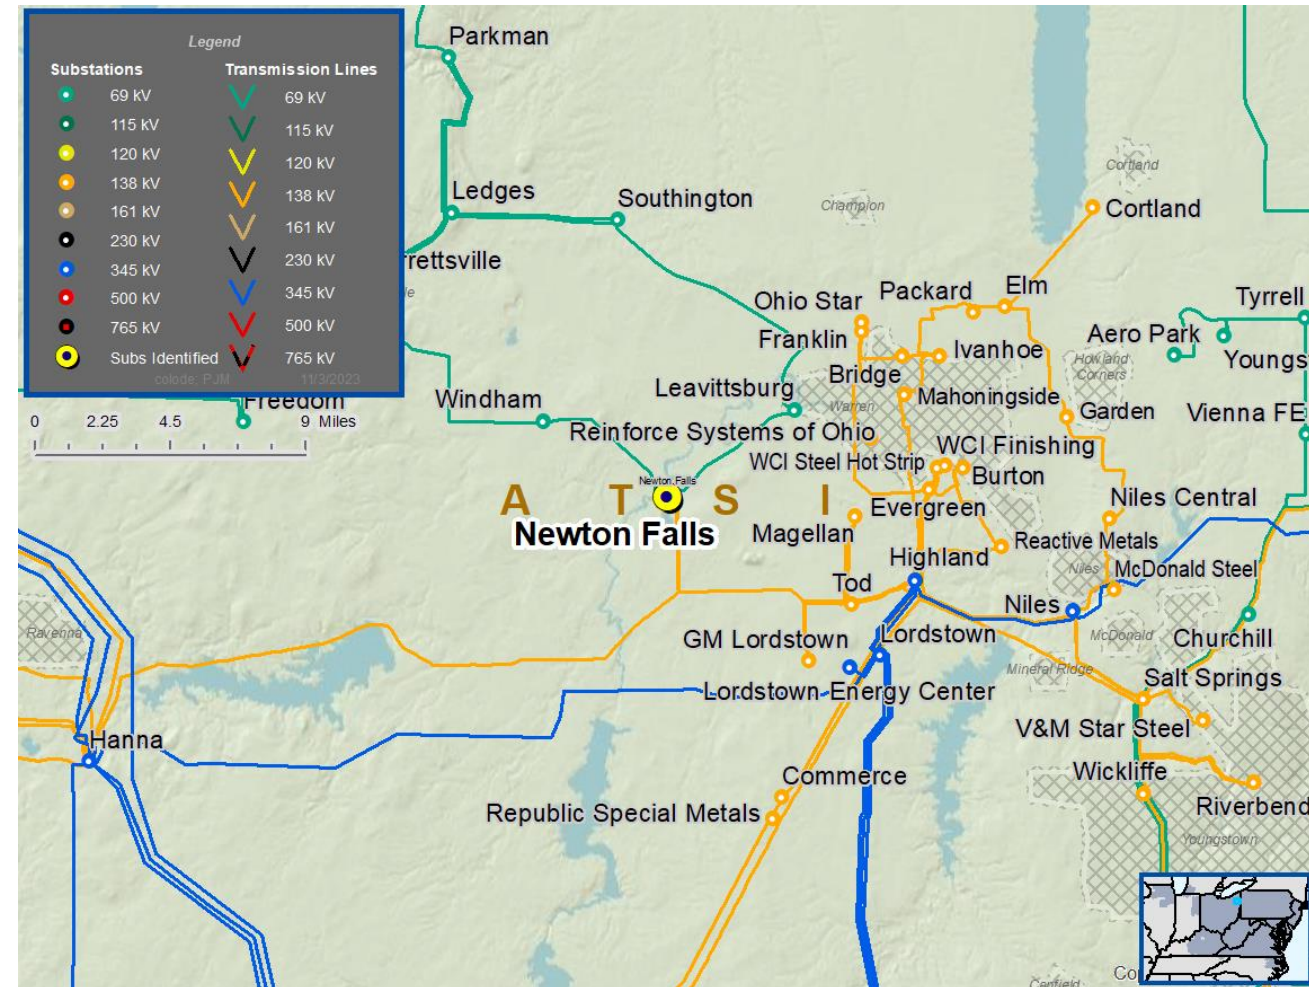 Legend
Substations
Transmission Lines
69 kV
69 kV
115 kV
115 kV
120 kV
120 kV
138 kV
138 kV
161 kV
161 kV
230 kV
230 kV
345 kV
345 kV
500 kV
500 kV
765 kV
765 kV
Subs Identified
colode: PJM
11/3/2023
0
2.25
4.5
9 Miles
Parkman
Ledges
Southington
rrettsville
Freedom
Windham
Leavittsburg
Cortland
Champion
Cortland
Ohio Star
Packard
Elm
Tyrrell
Franklin
Ivanhoe
Aero Park
Youngs
Howland
Corners
Bridge
Mahoningside
Warren
Garden
Vienna FE
Reinforce Systems of Ohio
WCI Finishing
WCI Steel Hot Strip
Burton
Newton Falls
A T S I
Newton Falls
Evergreen
Niles Central
Magellan
Reactive Metals
Highland
Niles
McDonald Steel
Tod
Niles
GM Lordstown
Lordstown
McDonald
Churchill
Ravenna
Mineral Ridge
Salt Springs
Lordstown Energy Center
V&M Star Steel
Hanna
Commerce
Wickliffe
Republic Special Metals
Riverbend
Youngstown
Co
Canfield